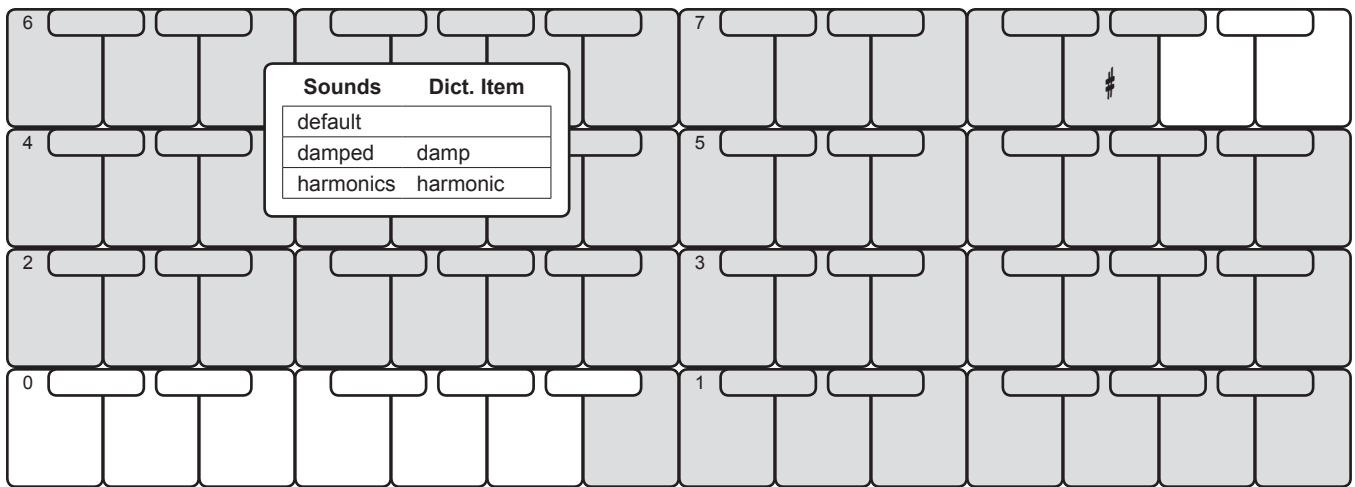 6 7
Sounds Dict. Item
default
damped damp
harmonics harmonic
♯
4 5
2 3
0 1